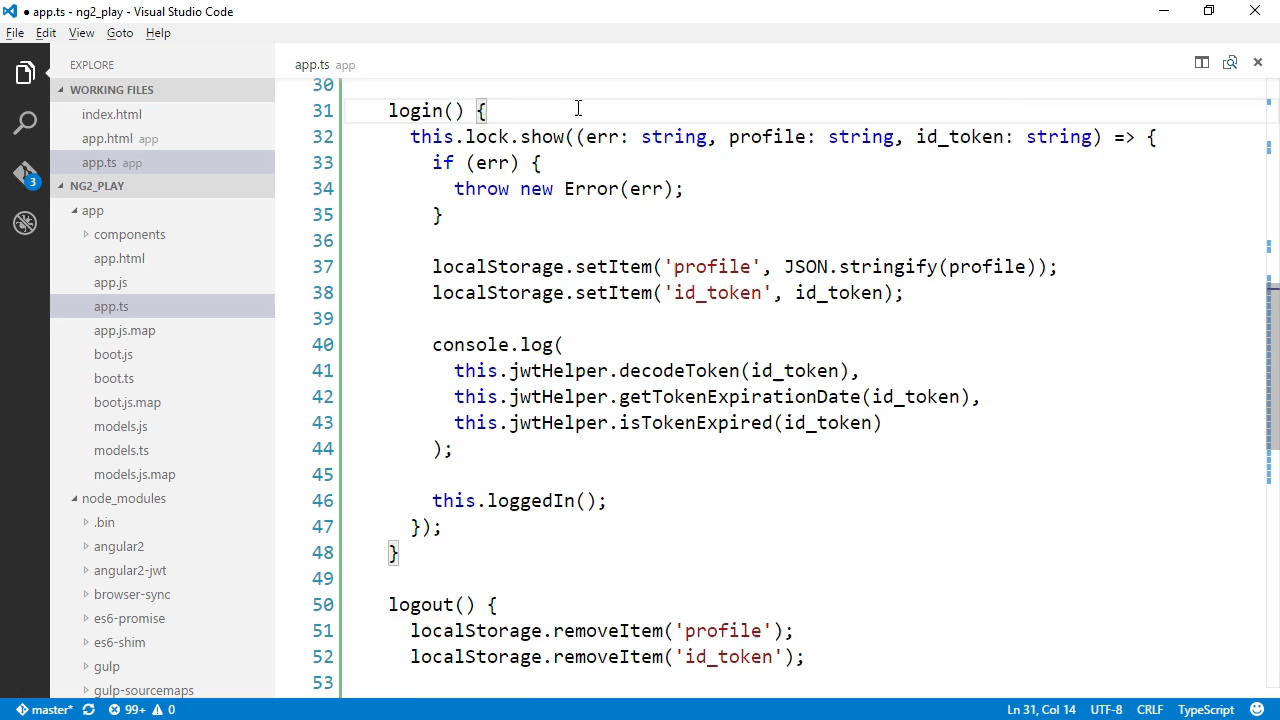 ● app.ts - ng2_play - Visual Studio Code
File Edit View Goto Help
EXPLORE
WORKING FILES
index.html
app.html app
app.ts app
NG2_PLAY
app
components
app.html
app.js
app.ts
app.js.map
boot.js
boot.ts
boot.js.map
models.js
models.ts
models.js.map
node_modules
.bin
angular2
angular2-jwt
browser-sync
es6-promise
es6-shim
gulp
gulp-sourcemaps
3
app.ts app
30
31 login() {
32 this.lock.show((err: string, profile: string, id_token: string) => {
33 if (err) {
34 throw new Error(err);
35 }
36
37 localStorage.setItem('profile', JSON.stringify(profile));
38 localStorage.setItem('id_token', id_token);
39
40 console.log(
41 this.jwtHelper.decodeToken(id_token),
42 this.jwtHelper.getTokenExpirationDate(id_token),
43 this.jwtHelper.isTokenExpired(id_token)
44 );
45
46 this.loggedIn();
47 });
48 }
49
50 logout() {
51 localStorage.removeItem('profile');
52 localStorage.removeItem('id_token');
53
master* 99+ 0 Ln 31, Col 14 UTF-8 CRLF TypeScript